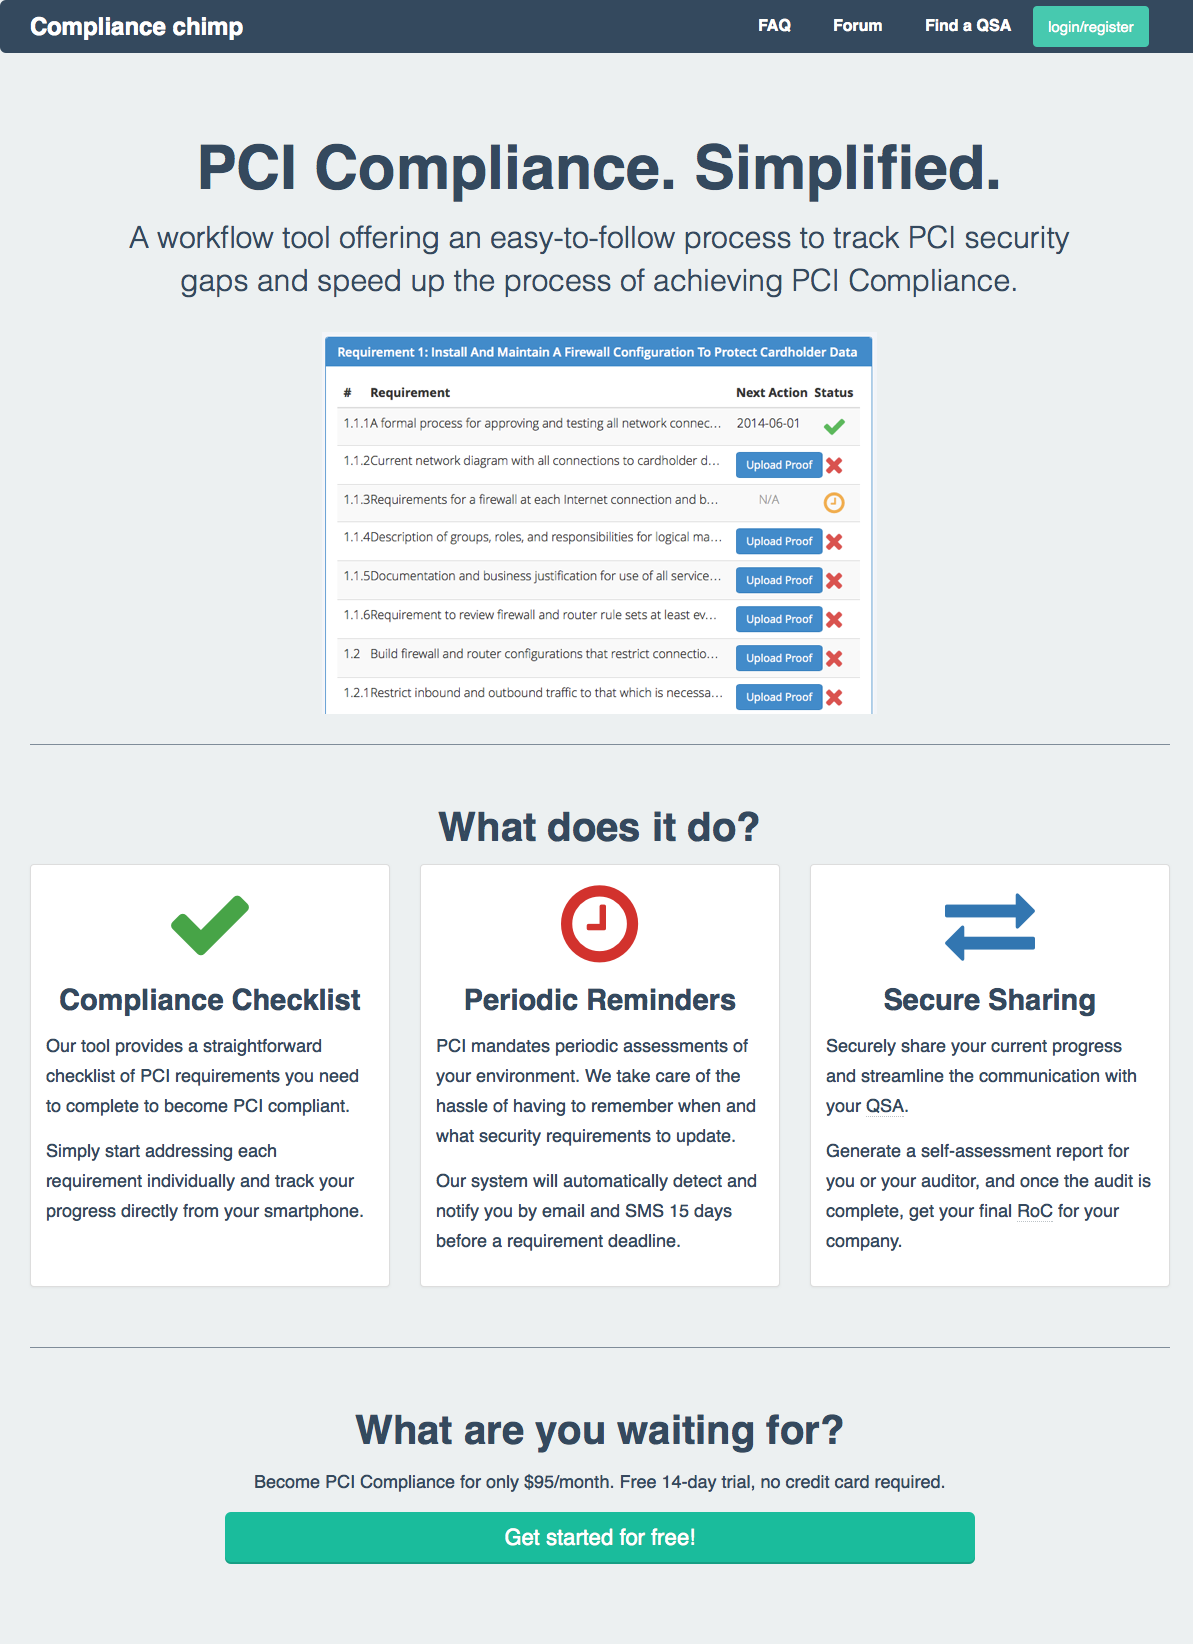 Compliance chimp
FAQ
Forum
Find a QSA
login/register
PCI Compliance. Simplified.
A workflow tool offering an easy-to-follow process to track PCI security
gaps and speed up the process of achieving PCI Compliance.
Requirement 1: Install And Maintain A Firewall Configuration To Protect Cardholder Data
# Requirement Next Action Status
1.1.1 A formal process for approving and testing all network connec... 2014-06-01
1.1.2 Current network diagram with all connections to cardholder d... Upload Proof
1.1.3 Requirements for a firewall at each Internet connection and b... N/A
1.1.4 Description of groups, roles, and responsibilities for logical ma... Upload Proof
1.1.5 Documentation and business justification for use of all service... Upload Proof
1.1.6 Requirement to review firewall and router rule sets at least ev... Upload Proof
1.2 Build firewall and router configurations that restrict connectio... Upload Proof
1.2.1 Restrict inbound and outbound traffic to that which is necessa... Upload Proof
What does it do?
Compliance Checklist
Our tool provides a straightforward
checklist of PCI requirements you need
to complete to become PCI compliant.
Simply start addressing each
requirement individually and track your
progress directly from your smartphone.
Periodic Reminders
PCI mandates periodic assessments of
your environment. We take care of the
hassle of having to remember when and
what security requirements to update.
Our system will automatically detect and
notify you by email and SMS 15 days
before a requirement deadline.
Secure Sharing
Securely share your current progress
and streamline the communication with
your QSA.
Generate a self-assessment report for
you or your auditor, and once the audit is
complete, get your final RoC for your
company.
What are you waiting for?
Become PCI Compliance for only $95/month. Free 14-day trial, no credit card required.
Get started for free!